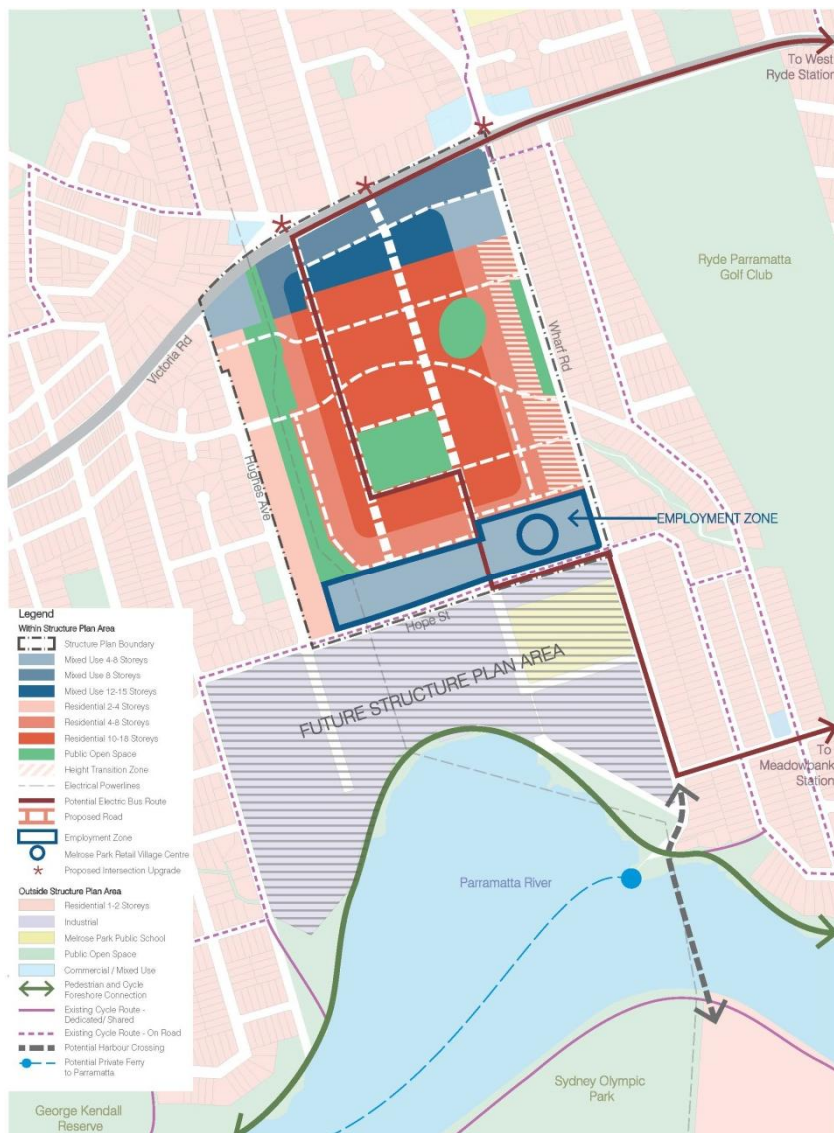 To West
Ryde Station
Ryde Parramatta
Golf Club
Victoria Rd
Wharf Rd
Hughes Ave
EMPLOYMENT ZONE
Hope St
FUTURE STRUCTURE PLAN AREA
To
Meadowbank
Station
Parramatta River
Sydney Olympic
Park
George Kendall
Reserve
Legend
Within Structure Plan Area
Structure Plan Boundary
Mixed Use 4-8 Storeys
Mixed Use 8 Storeys
Mixed Use 12-15 Storeys
Residential 2-4 Storeys
Residential 4-8 Storeys
Residential 10-18 Storeys
Public Open Space
Height Transition Zone
Electrical Powerlines
Potential Electric Bus Route
Proposed Road
Employment Zone
Melrose Park Retail Village Centre
Proposed Intersection Upgrade
Outside Structure Plan Area
Residential 1-2 Storeys
Industrial
Melrose Park Public School
Public Open Space
Commercial / Mixed Use
Pedestrian and Cycle
Foreshore Connection
Existing Cycle Route -
Dedicated/ Shared
Existing Cycle Route - On Road
Potential Harbour Crossing
Potential Private Ferry
to Parramatta